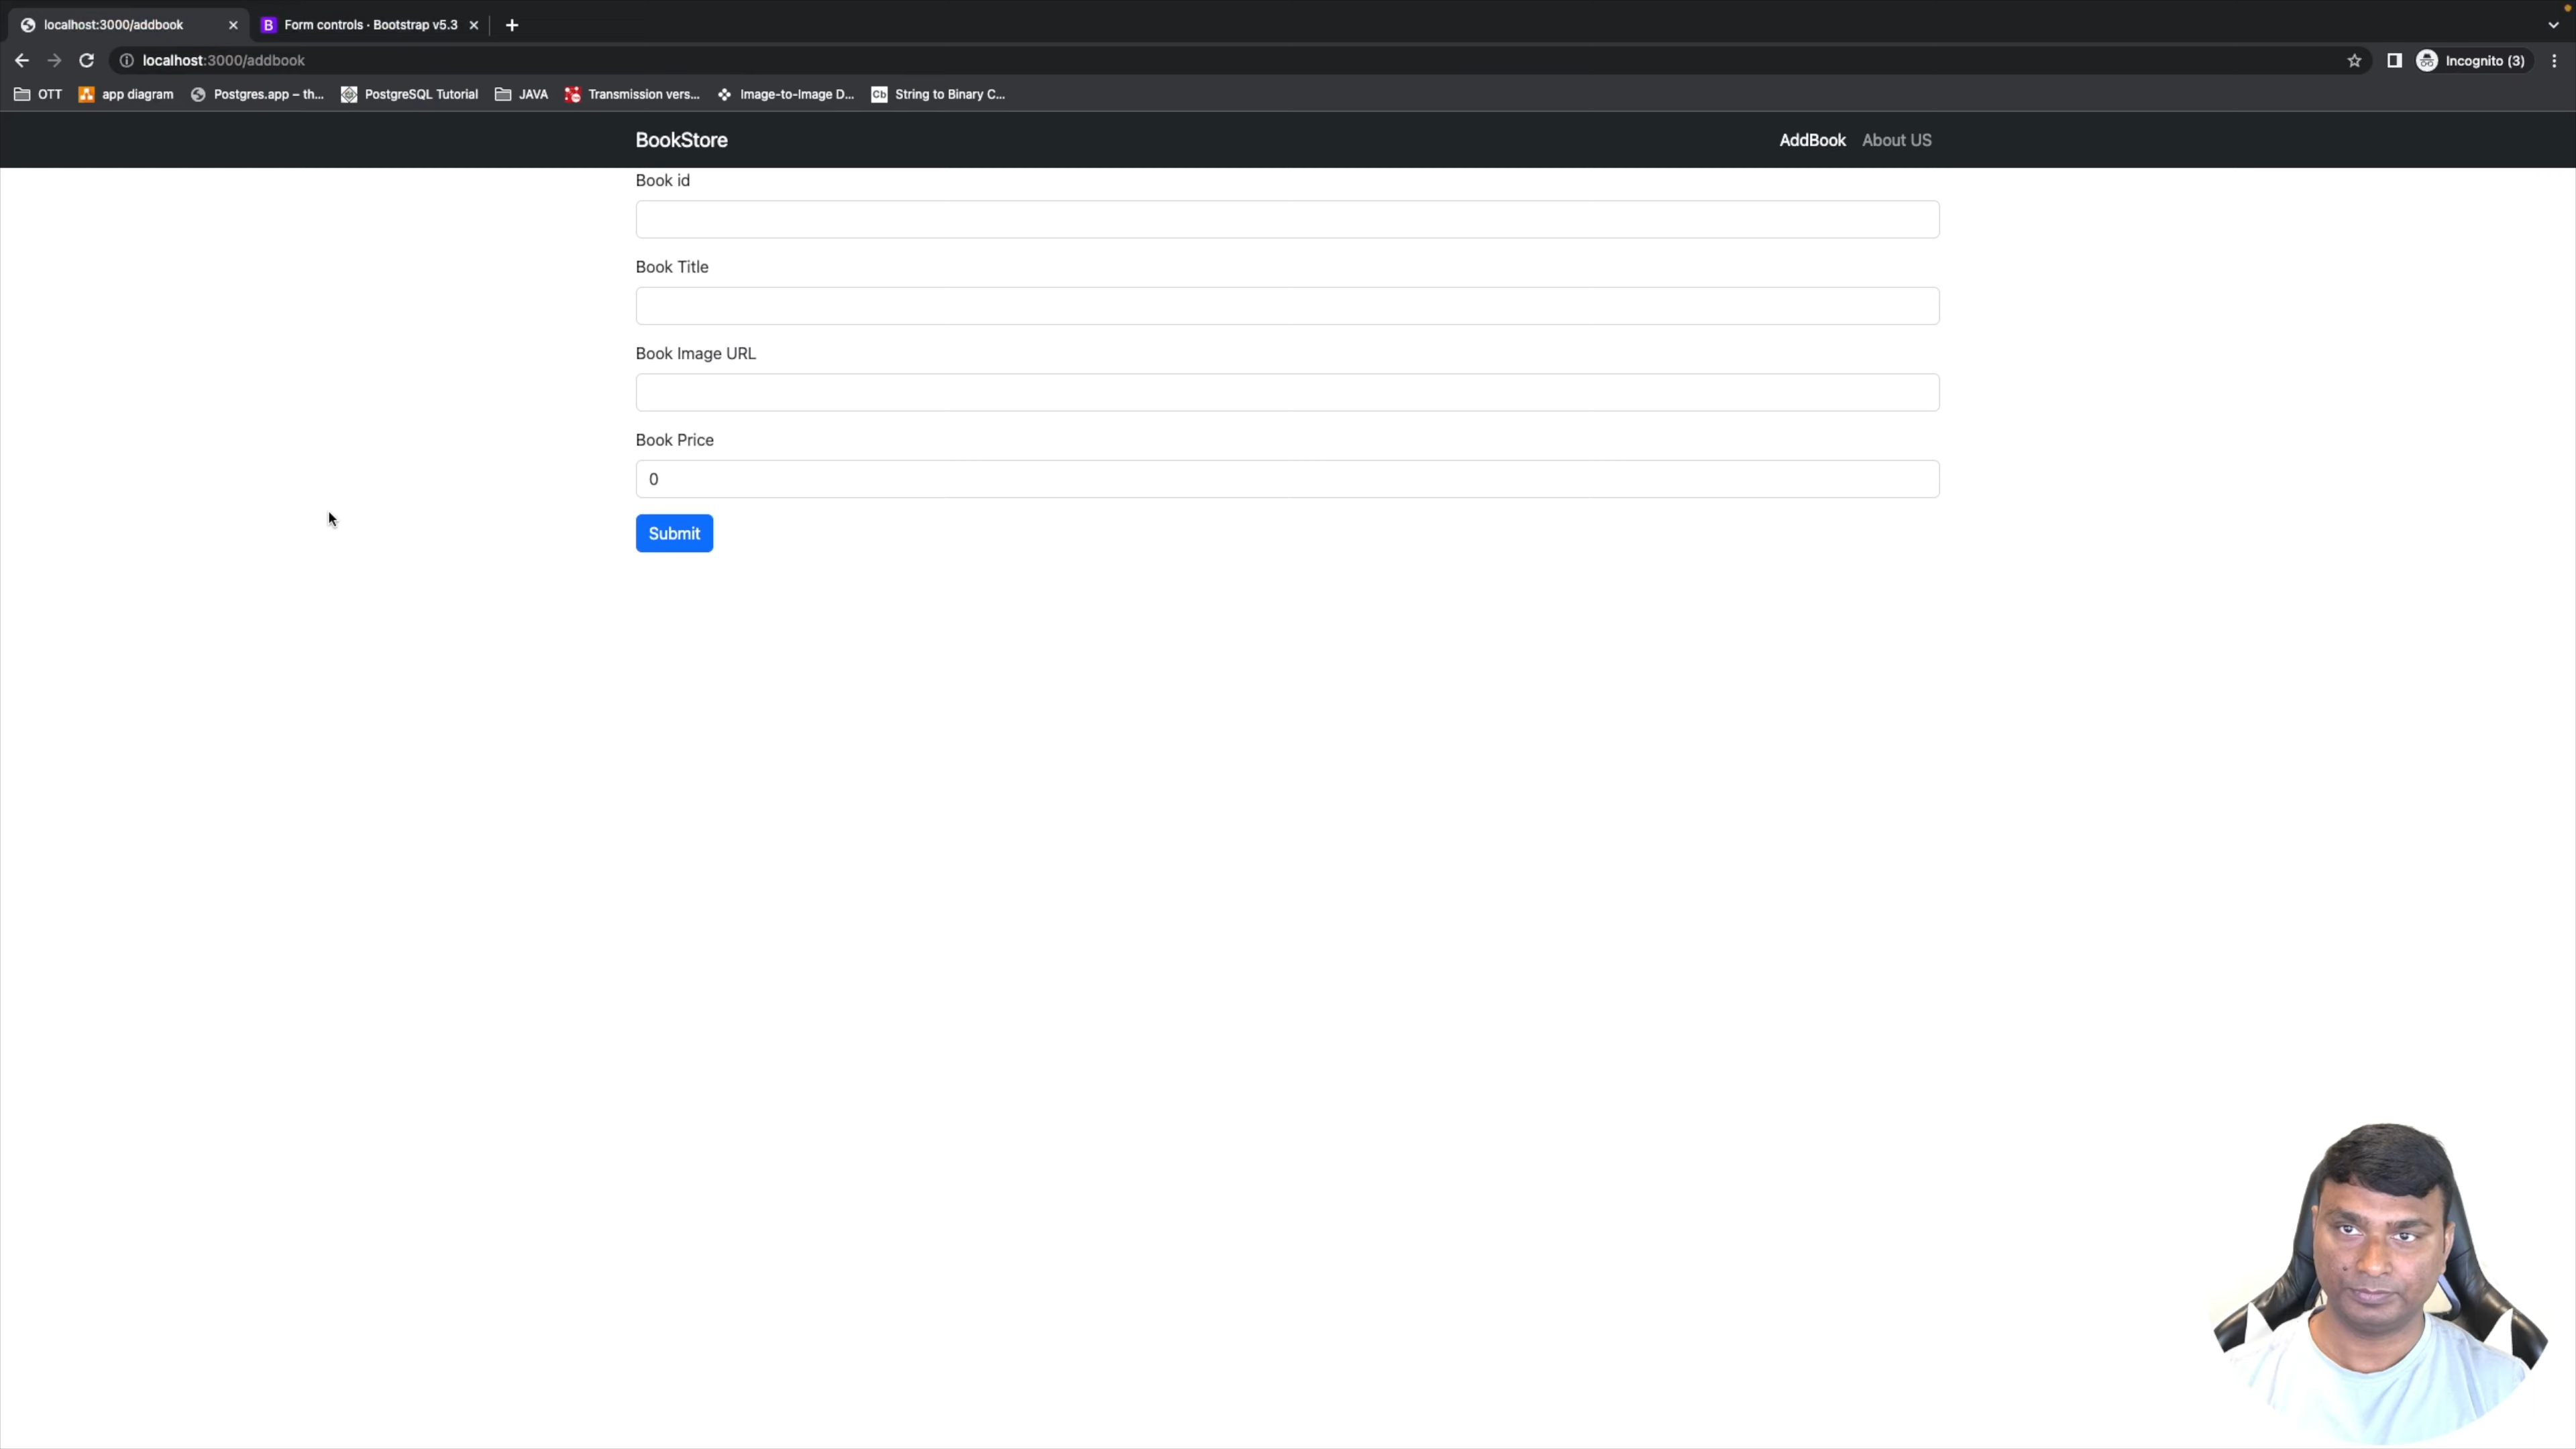 localhost:3000/addbook
B Form controls · Bootstrap v5.3
localhost:3000/addbook
Incognito (3)
OTT app diagram Postgres.app – th... PostgreSQL Tutorial JAVA Transmission vers... Image-to-Image D... Cb String to Binary C...
BookStore AddBook About US
Book id
Book Title
Book Image URL
Book Price
0
Submit